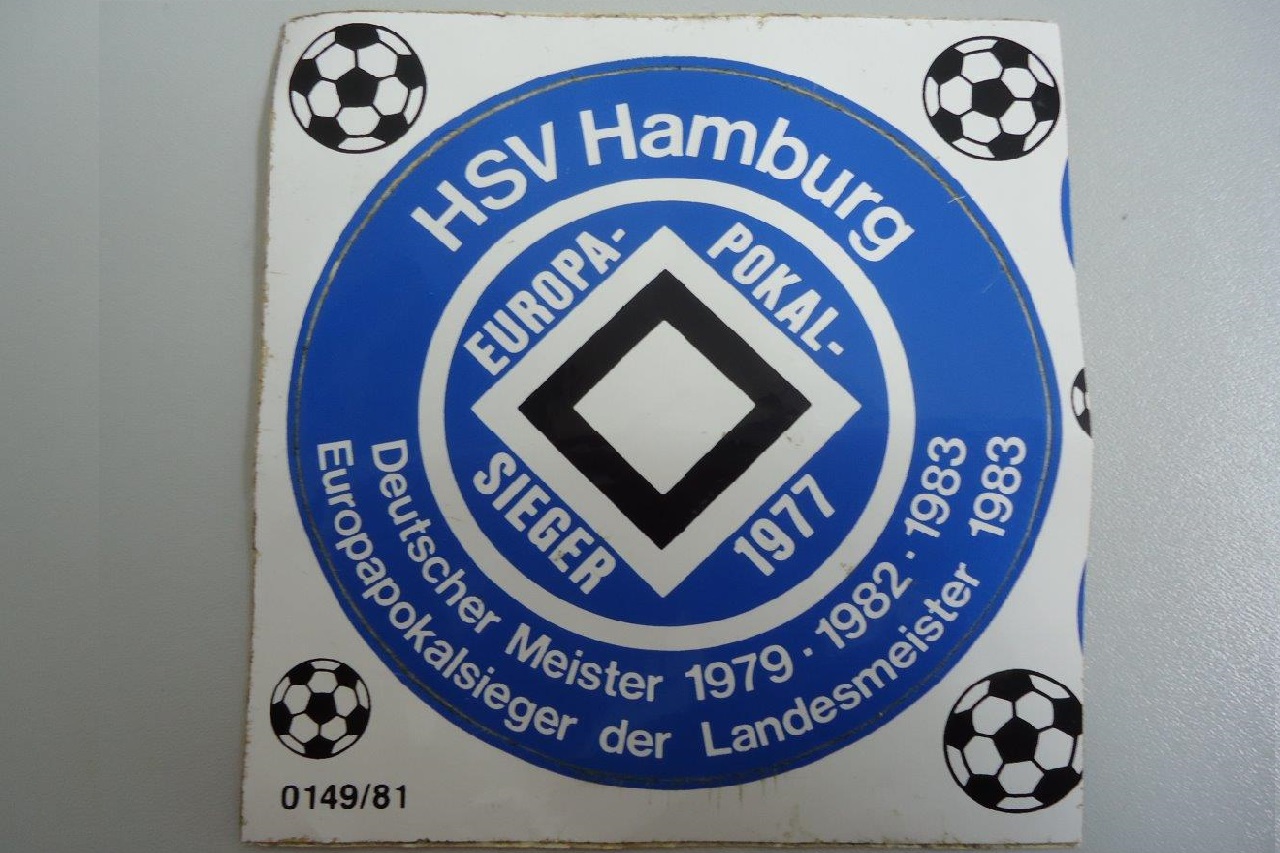 HSV Hamburg
EUROPA-
POKAL-
SIEGER
1977
Deutscher Meister 1979 · 1982 · 1983
Europapokalsieger der Landesmeister 1983
0149/81